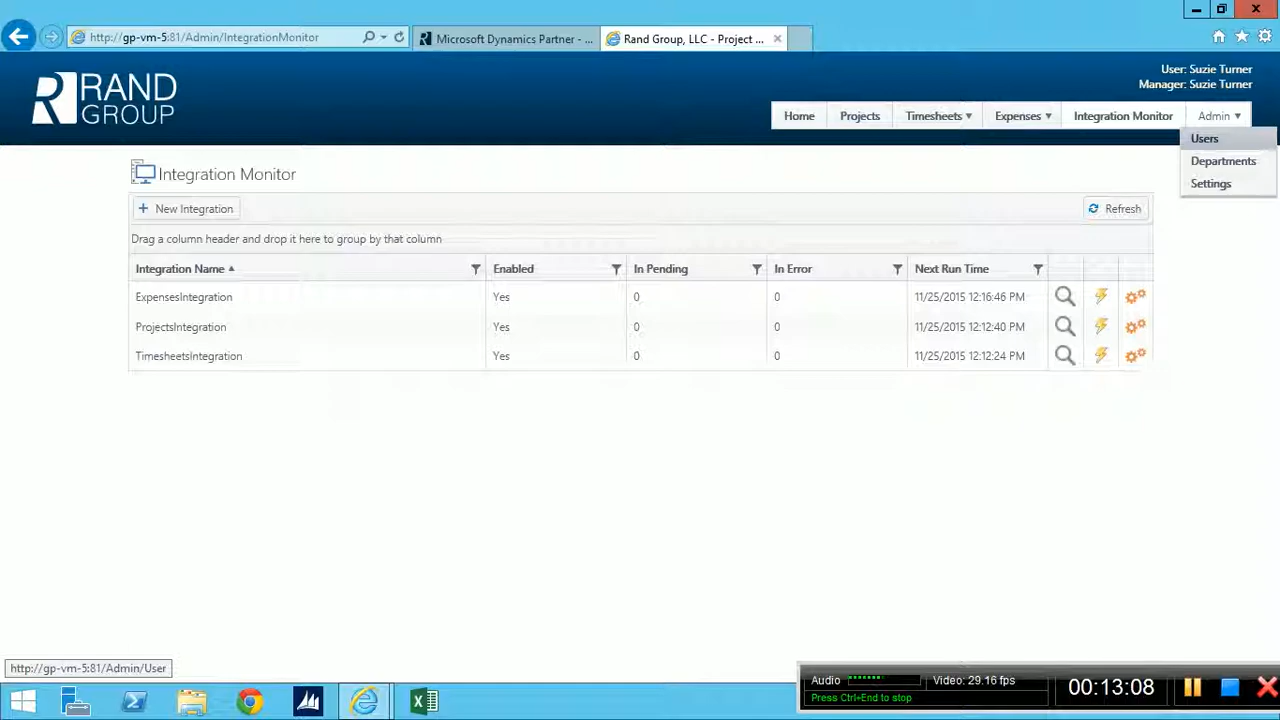 http://gp-vm-5:81/Admin/IntegrationMonitor
Microsoft Dynamics Partner - ...
Rand Group, LLC - Project ...
RAND GROUP
User: Suzie Turner
Manager: Suzie Turner
Home Projects Timesheets Expenses Integration Monitor Admin
Users
Departments
Settings
Integration Monitor
+ New Integration
Refresh
Drag a column header and drop it here to group by that column
Integration Name Enabled In Pending In Error Next Run Time
ExpensesIntegration Yes 0 0 11/25/2015 12:16:46 PM
ProjectsIntegration Yes 0 0 11/25/2015 12:12:40 PM
TimesheetsIntegration Yes 0 0 11/25/2015 12:12:24 PM
http://gp-vm-5:81/Admin/User
Audio Video: 29.16 fps
Press Ctrl+End to stop
00:13:08